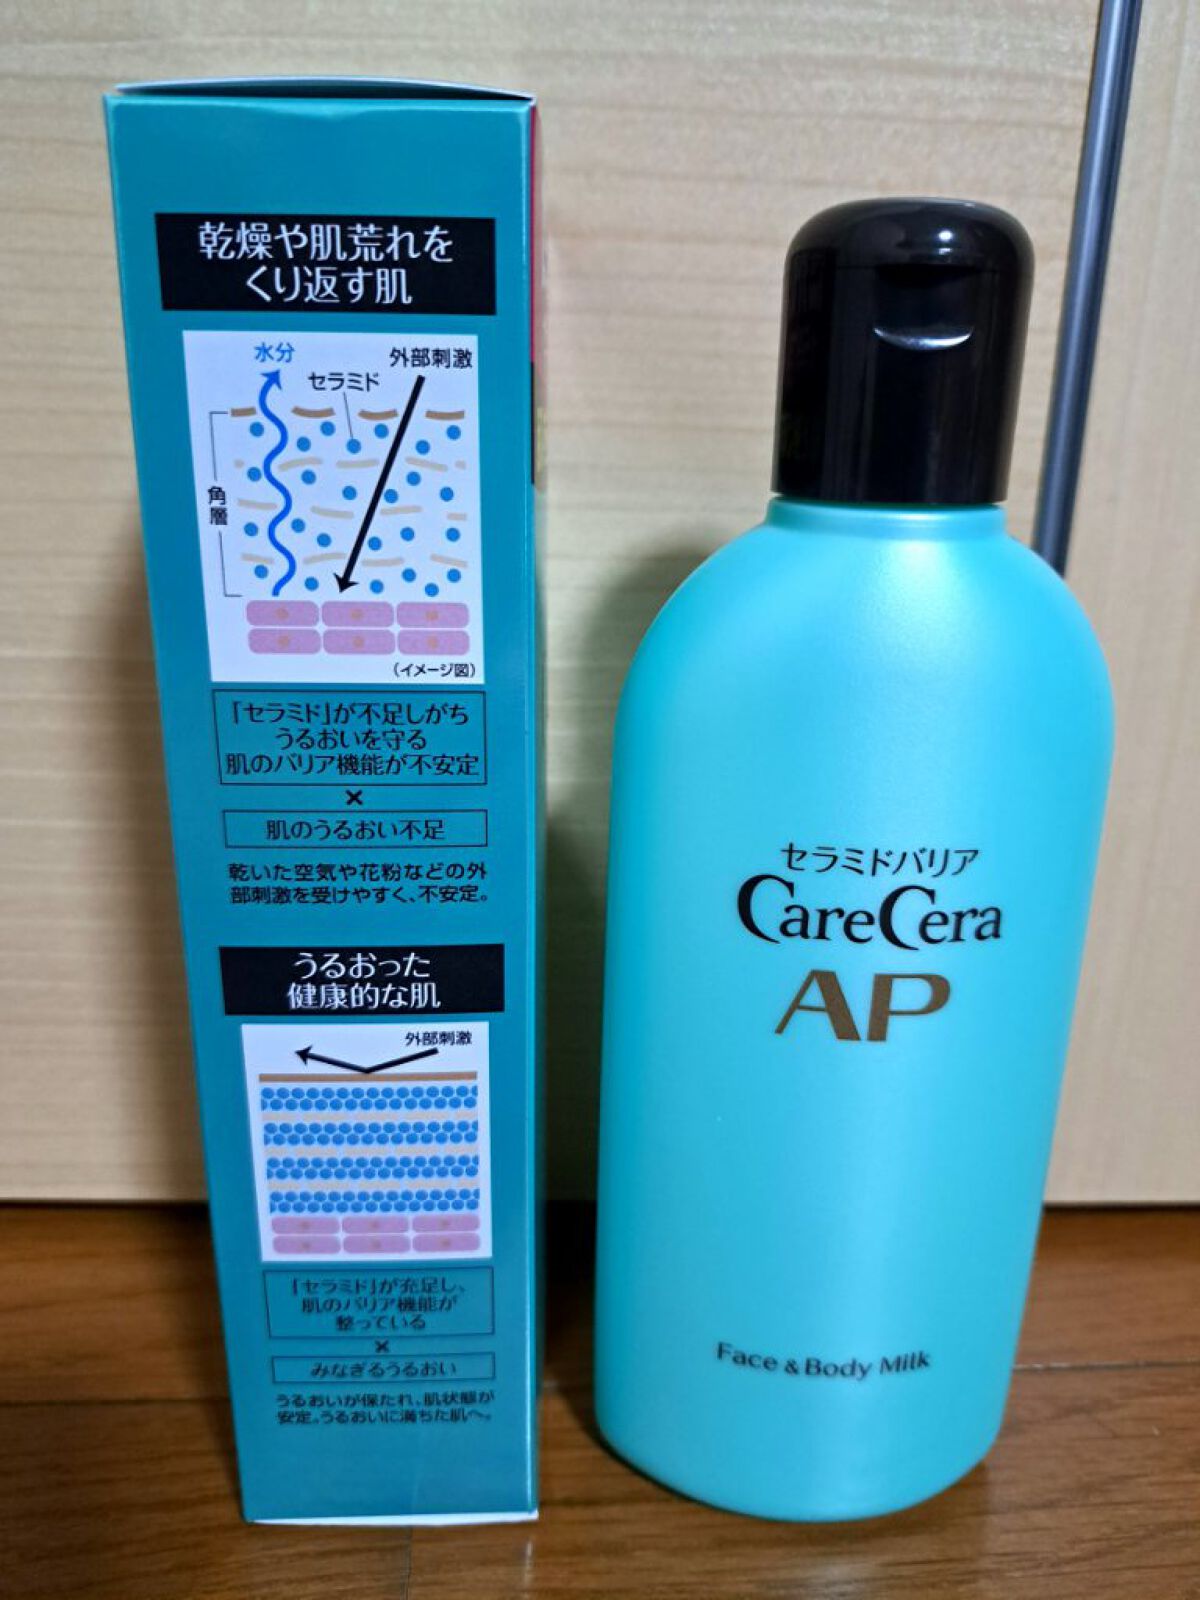 乾燥や肌荒れを
くり返す肌
水分
外部刺激
セラミド
角層
(イメージ図)
「セラミド」が不足しがち
うるおいを守る
肌のバリア機能が不安定
×
肌のうるおい不足
乾いた空気や花粉などの外
部刺激を受けやすく、不安定。
うるおった
健康的な肌
外部刺激
「セラミド」が充足し、
肌のバリア機能が
整っている
×
みなぎるうるおい
うるおいが保たれ、肌状態が
安定。うるおいに満ちた肌へ。
セラミドバリア
CareCera
AP
Face & Body Milk